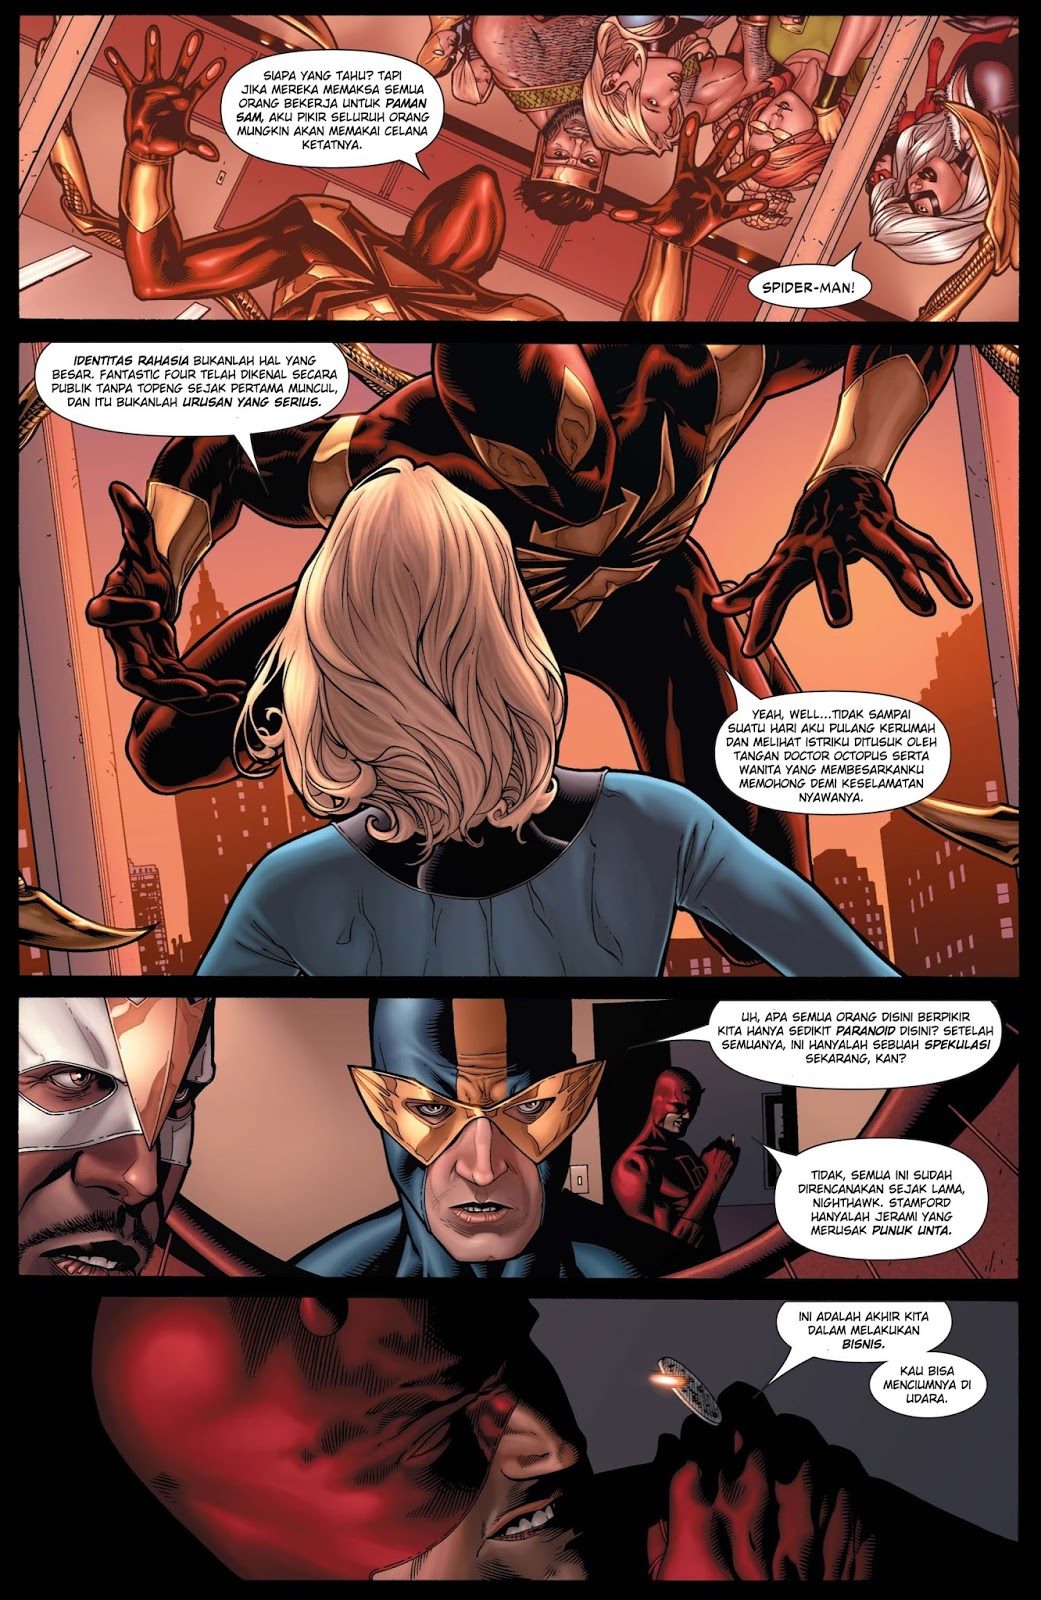 SIAPA YANG TAHU? TAPI
JIKA MEREKA MEMAKSA SEMUA
ORANG BEKERJA UNTUK PAMAN
SAM, AKU PIKIR SELURUH ORANG
MUNGKIN AKAN MEMAKAI CELANA
KETATNYA.
SPIDER-MAN!
IDENTITAS RAHASIA BUKANLAH HAL YANG
BESAR. FANTASTIC FOUR TELAH DIKENAL SECARA
PUBLIK TANPA TOPENG SEJAK PERTAMA MUNCUL,
DAN ITU BUKANLAH URUSAN YANG SERIUS.
YEAH, WELL...TIDAK SAMPAI
SUATU HARI AKU PULANG KERUMAH
DAN MELIHAT ISTRIKU DITUSUK OLEH
TANGAN DOCTOR OCTOPUS SERTA
WANITA YANG MEMBESARKANKU
MEMOHONG DEMI KESELAMATAN
NYAWANYA.
UH, APA SEMUA ORANG DISINI BERPIKIR
KITA HANYA SEDIKIT PARANOID DISINI? SETELAH
SEMUANYA, INI HANYALAH SEBUAH SPEKULASI
SEKARANG, KAN?
TIDAK, SEMUA INI SUDAH
DIRENCANAKAN SEJAK LAMA,
NIGHTHAWK. STAMFORD
HANYALAH JERAMI YANG
MERUSAK PUNUK UNTA.
INI ADALAH AKHIR KITA
DALAM MELAKUKAN
BISNIS.
KAU BISA
MENCIUMNYA DI
UDARA.